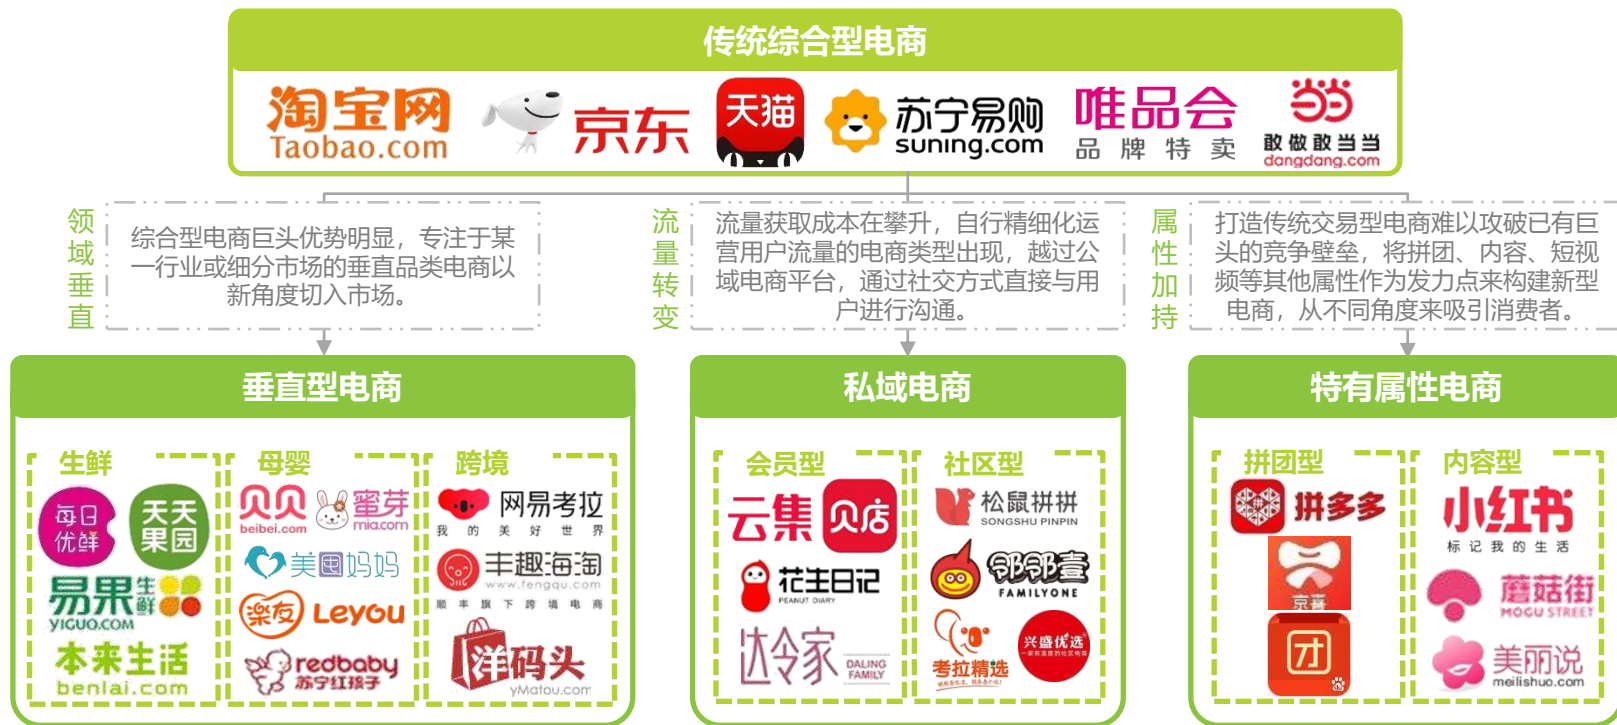 传统综合型电商
淘宝网
Taobao.com
京东
天猫
苏宁易购
suning.com
唯品会
品牌特卖
当当
敢做敢当当
dangdang.com
领域垂直
综合型电商巨头优势明显，专注于某
一行业或细分市场的垂直品类电商以
新角度切入市场。
流量转变
流量获取成本在攀升，自行精细化运
营用户流量的电商类型出现，越过公
域电商平台，通过社交方式直接与用
户进行沟通。
属性加持
打造传统交易型电商难以攻破已有巨
头的竞争壁垒，将拼团、内容、短视
频等其他属性作为发力点来构建新型
电商，从不同角度来吸引消费者。
垂直型电商
生鲜
每日
优鲜
天天
果园
易果生鲜
YIGUO.COM
本来生活
benlai.com
母婴
贝贝
beibei.com
蜜芽
mia.com
美囤妈妈
乐友
Leyou
redbaby
苏宁红孩子
跨境
网易考拉
我的美好世界
丰趣海淘
www.fengqu.com
顺丰旗下跨境电商
洋码头
yMatou.com
私域电商
会员型
云集
贝店
花生日记
PEANUT DIARY
达令家
DALING
FAMILY
社区型
松鼠拼拼
SONGSHU PINPIN
邻邻壹
FAMILYONE
考拉精选
兴盛优选
特有属性电商
拼团型
拼多多
京喜
团
内容型
小红书
标记我的生活
蘑菇街
MOGU STREET
美丽说
meilishuo.com